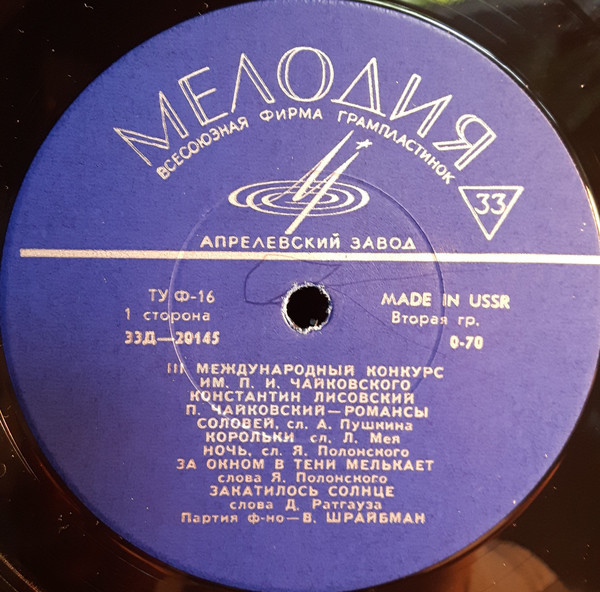 МЕЛОДИЯ
ВСЕСОЮЗНАЯ ФИРМА ГРАМПЛАСТИНОК
33
АПРЕЛЕВСКИЙ ЗАВОД
ТУ Ф-16
MADE IN USSR
1 сторона
Вторая гр.
33Д—20145
0-70
III МЕЖДУНАРОДНЫЙ КОНКУРС
ИМ. П. И. ЧАЙКОВСКОГО
КОНСТАНТИН ЛИСОВСКИЙ
П. ЧАЙКОВСКИЙ—РОМАНСЫ
СОЛОВЕЙ, сл. А. Пушкина
КОРОЛЬКИ сл. Л. Мея
НОЧЬ, сл. Я. Полонского
ЗА ОКНОМ В ТЕНИ МЕЛЬКАЕТ
слова Я. Полонского
ЗАКАТИЛОСЬ СОЛНЦЕ
слова Д. Ратгауза
Партия ф-но—В. ШРАЙБМАН